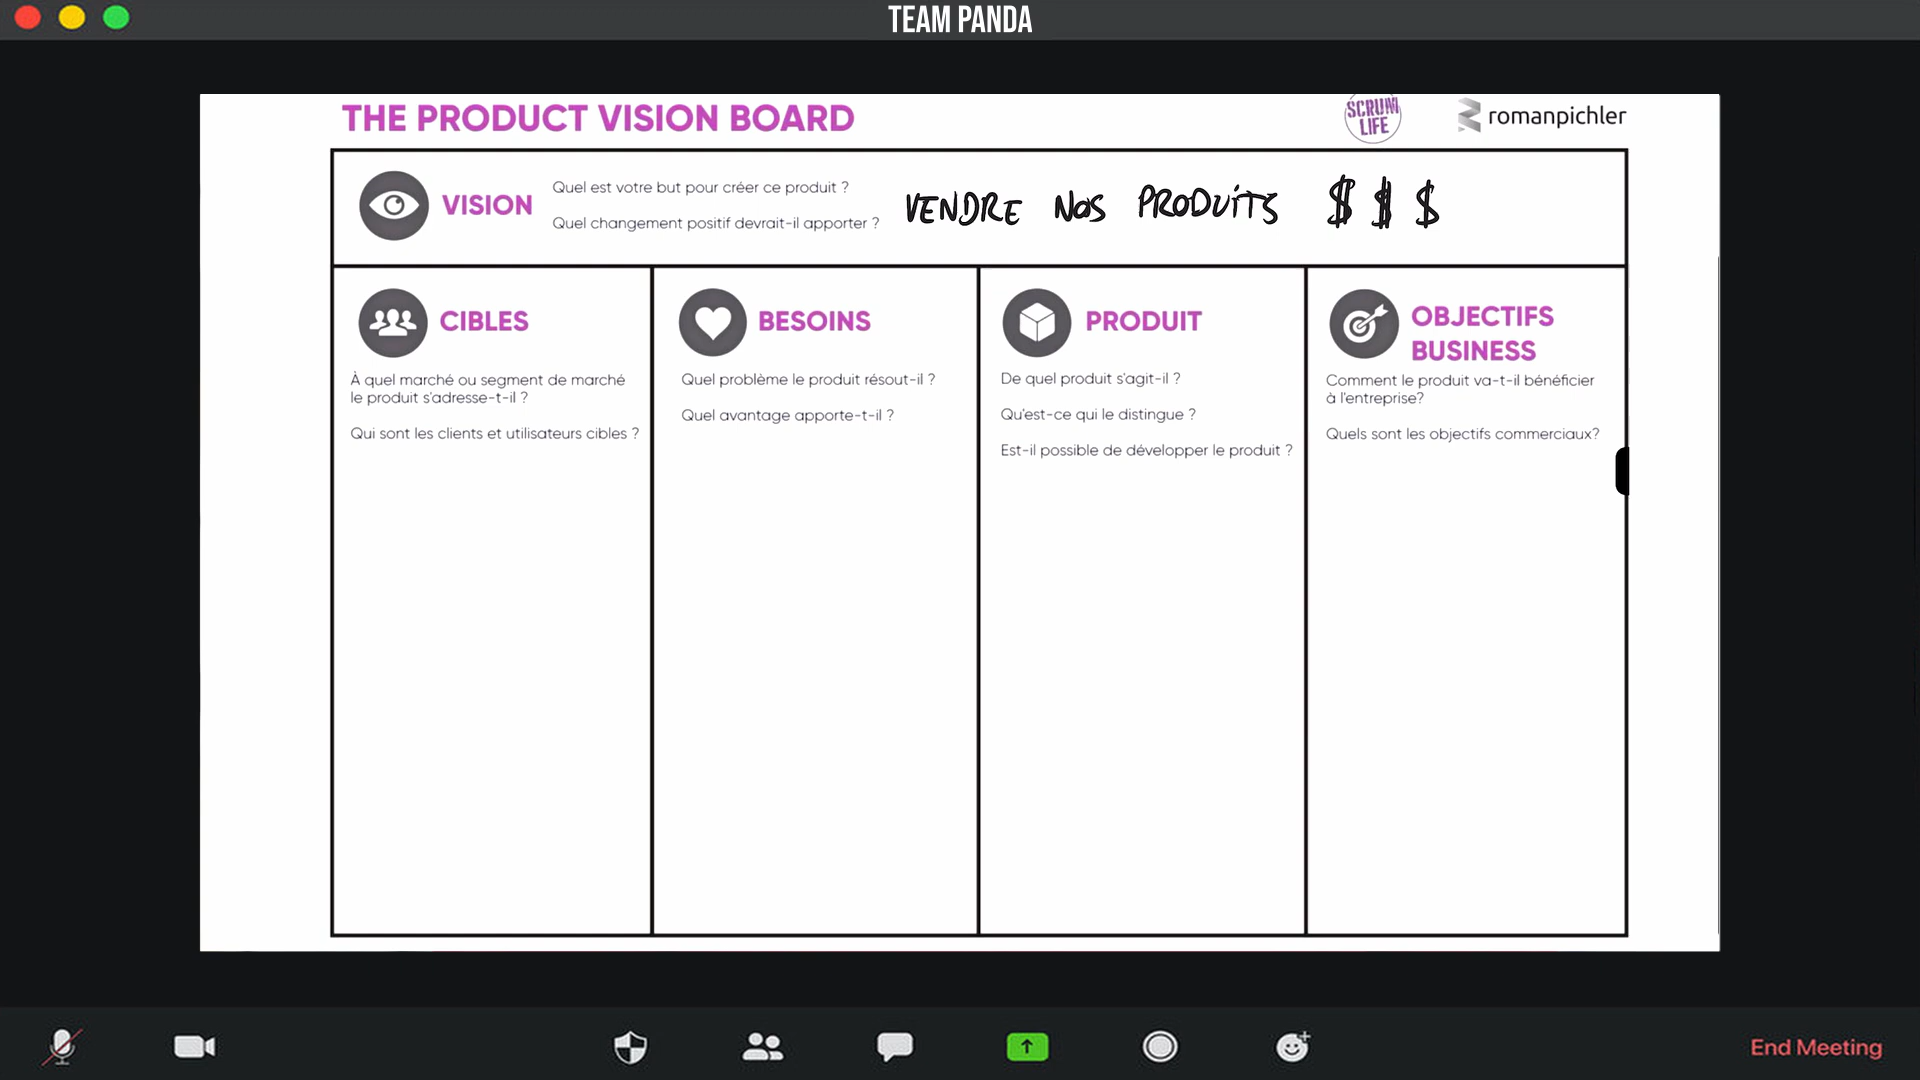 TEAM PANDA
THE PRODUCT VISION BOARD
SCRUM
LIFE
romanpichler
VISION
Quel est votre but pour créer ce produit ?
Quel changement positif devrait-il apporter ?
VENDRE NOS PRODUITS $ $ $
CIBLES
À quel marché ou segment de marché
le produit s'adresse-t-il ?
Qui sont les clients et utilisateurs cibles ?
BESOINS
Quel problème le produit résout-il ?
Quel avantage apporte-t-il ?
PRODUIT
De quel produit s'agit-il ?
Qu'est-ce qui le distingue ?
Est-il possible de développer le produit ?
OBJECTIFS
BUSINESS
Comment le produit va-t-il bénéficier
à l'entreprise?
Quels sont les objectifs commerciaux?
End Meeting